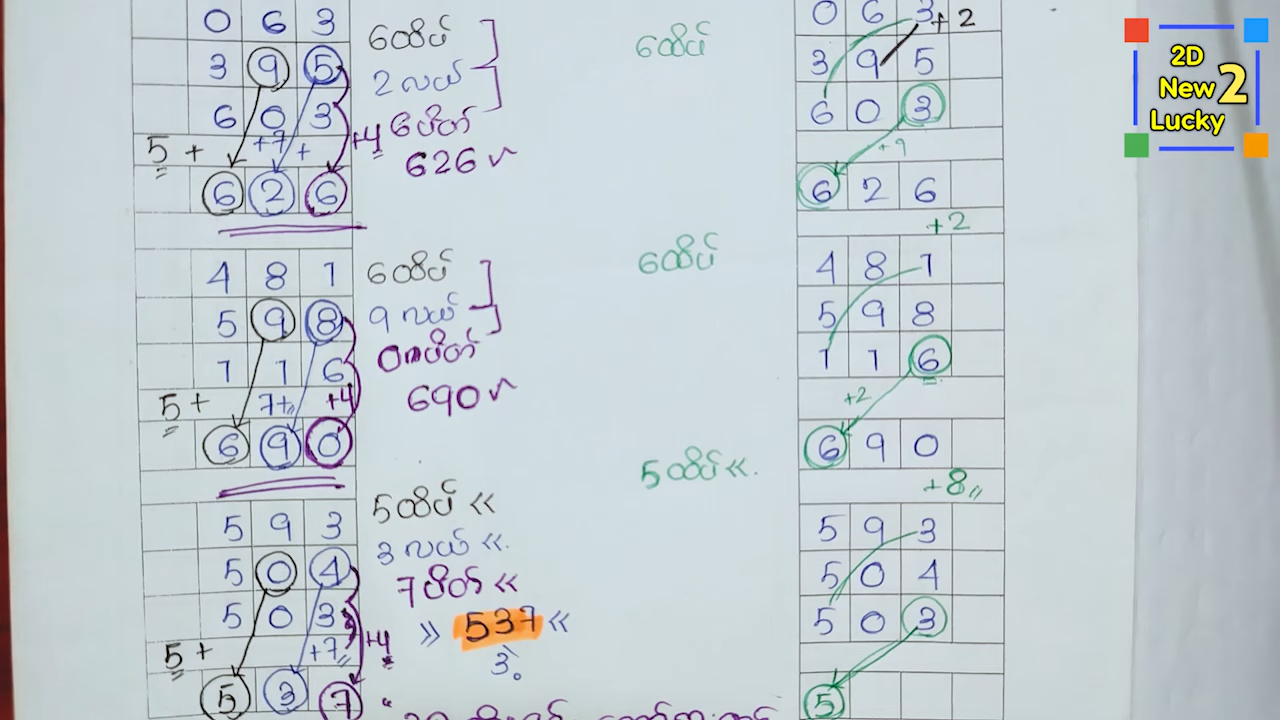 0 6 3
3 9 5
6 0 3
5 + +7 + +4
6 2 6
6 ထိပ်
2 လယ်
6 ပိတ်
626
4 8 1
5 9 8
1 1 6
5 + 7+ +4
6 9 0
6 ထိပ်
9 လယ်
0 ပိတ်
690
5 9 3
5 0 4
5 0 3
5 + +7 +4
5 3 7
5 ထိပ် <<
3 လယ် <<.
7 ပိတ် <<
>> 537 <<
ဒဲ့
6 ထိပ်
6 ထိပ်
5 ထိပ် <<.
0 6 3 +2
3 9 5
6 0 3
+9
6 2 6
+2
4 8 1
5 9 8
1 1 6
+2
6 9 0
+8
5 9 3
5 0 4
5 0 3
5
2D
New 2
Lucky